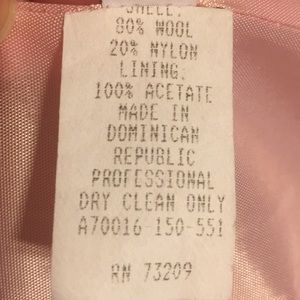 SHELL:
80% WOOL
20% NYLON
LINING:
100% ACETATE
MADE IN
DOMINICAN
REPUBLIC
PROFESSIONAL
DRY CLEAN ONLY
A70016-150-551
RN 73209